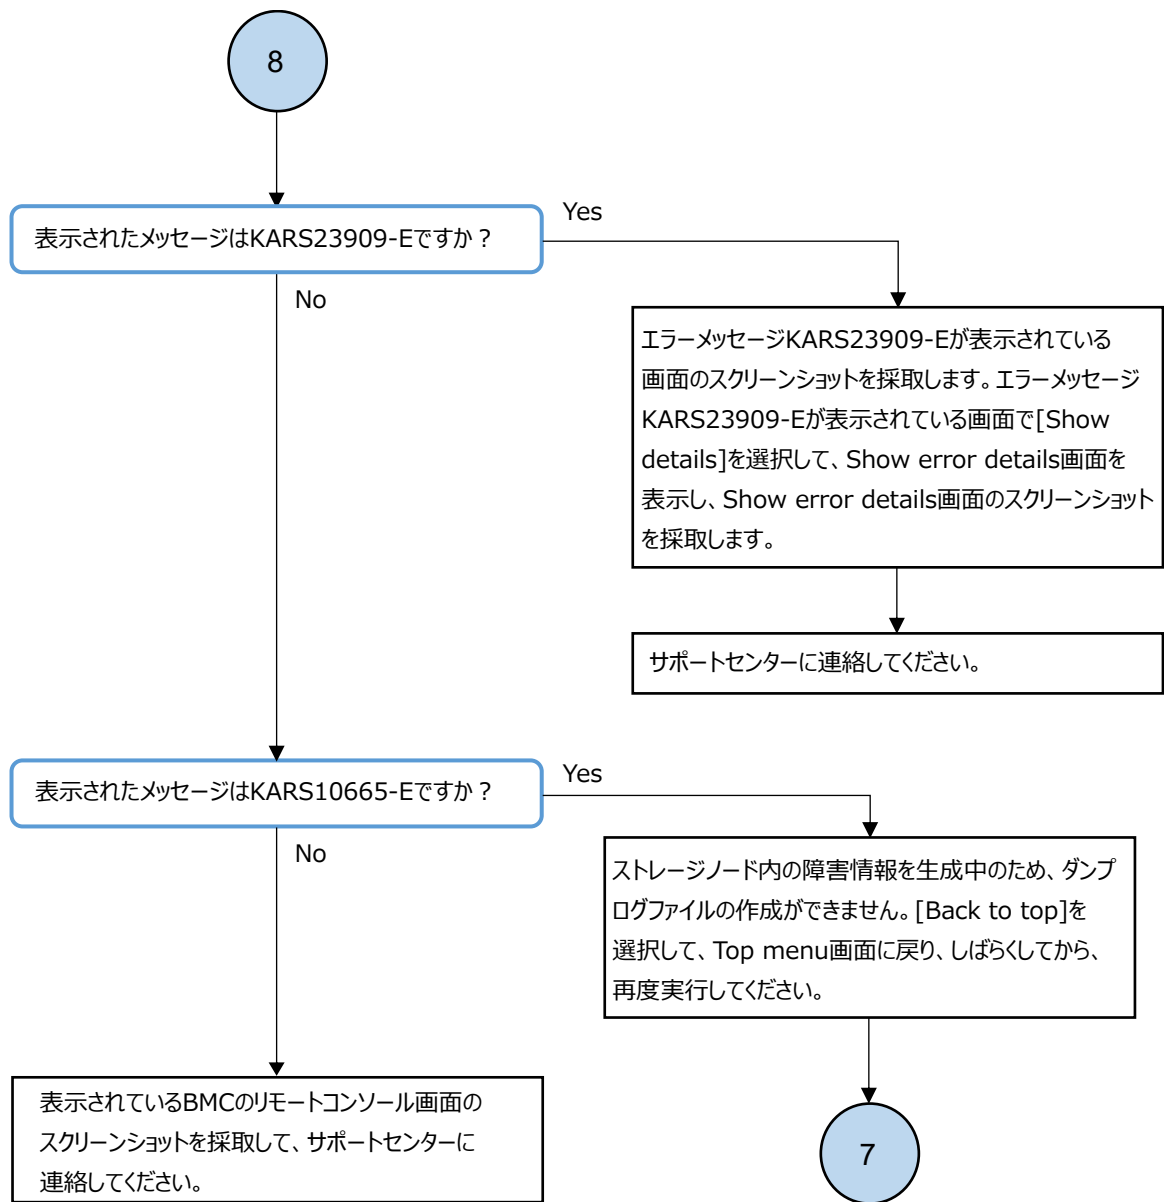 8
表示されたメッセージはKARS23909-Eですか？
Yes
No
エラーメッセージKARS23909-Eが表示されている
画面のスクリーンショットを採取します。エラーメッセージ
KARS23909-Eが表示されている画面で[Show
details]を選択して、Show error details画面を
表示し、Show error details画面のスクリーンショット
を採取します。
サポートセンターに連絡してください。
表示されたメッセージはKARS10665-Eですか？
Yes
No
ストレージノード内の障害情報を生成中のため、ダンプ
ログファイルの作成ができません。[Back to top]を
選択して、Top menu画面に戻り、しばらくしてから、
再度実行してください。
表示されているBMCのリモートコンソール画面の
スクリーンショットを採取して、サポートセンターに
連絡してください。
7